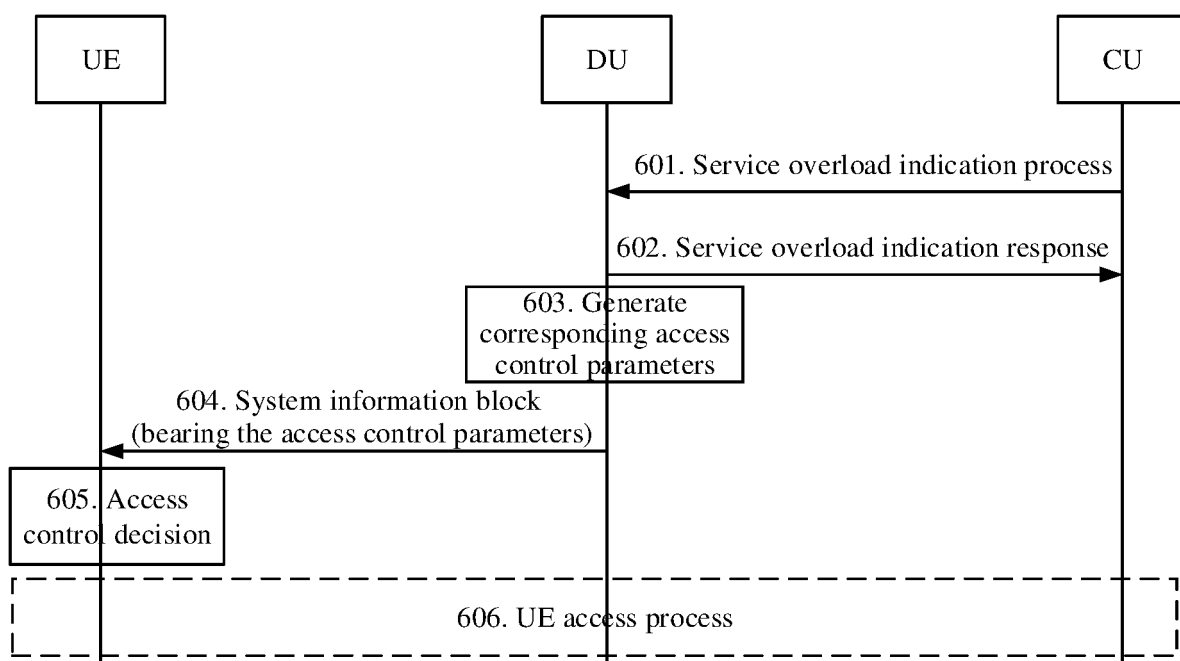 UE
DU
CU
601. Service overload indication process
602. Service overload indication response
603. Generate
corresponding access
control parameters
604. System information block
(bearing the access control parameters)
605. Access
control decision
606. UE access process